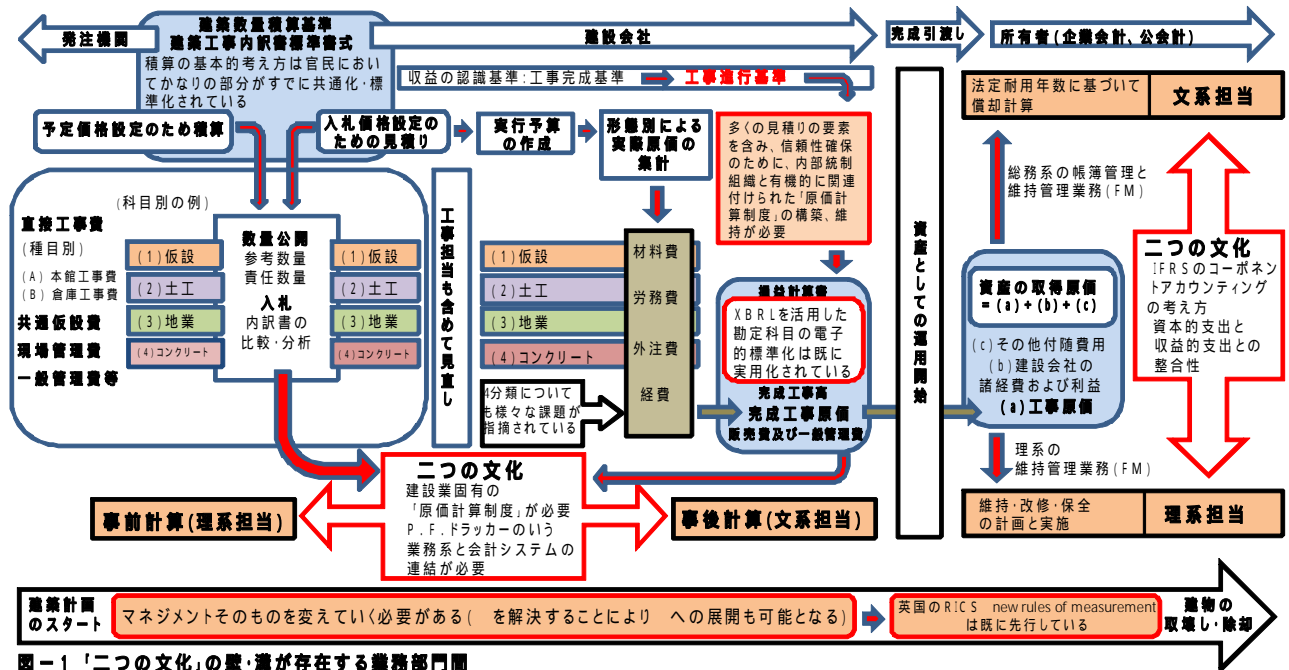 発注機関
建築数量積算基準
建築工事内訳書標準書式
積算の基本的考え方は官民におい
てかなりの部分がすでに共通化・標
準化されている
建設会社
完成引渡し
所有者(企業会計、公会計)
収益の認識基準:工事完成基準
工事進行基準
予定価格設定のため積算
入札価格設定の
ための見積り
実行予算
の作成
形態別による
実際原価の
集計
多くの見積りの要素
を含み、信頼性確保
のために、内部統制
組織と有機的に関連
付けられた「原価計
算制度」の構築、維
持が必要
法定耐用年数に基づいて
償却計算
文系担当
総務系の帳簿管理と
維持管理業務(FM)
(科目別の例)
直接工事費
(種目別)
(A) 本館工事費
(B) 倉庫工事費
共通仮設費
現場管理費
一般管理費等
(1)仮設
(2)土工
(3)地業
(4)コンクリート
数量公開
参考数量
責任数量
入札
内訳書の
比較・分析
(1)仮設
(2)土工
(3)地業
(4)コンクリート
工事担当も含めて見直し
(1)仮設
(2)土工
(3)地業
(4)コンクリート
材料費
労務費
外注費
経費
4分類について
も様々な課題が
指摘されている
損益計算書
XBRLを活用した
勘定科目の電子
的標準化は既に
実用化されている
完成工事高
完成工事原価
販売費及び一般管理費
資産としての運用開始
資産の取得原価
=(a)+(b)+(c)
(c)その他付随費用
(b)建設会社の
諸経費および利益
(a)工事原価
二つの文化
IFRSのコーポネン
トアカウンティング
の考え方
資本的支出と
収益的支出との
整合性
理系の
維持管理業務(FM)
維持・改修・保全
の計画と実施
理系担当
事前計算(理系担当)
二つの文化
建設業固有の
「原価計算制度」が必要
P.F.ドラッカーのいう
業務系と会計システムの
連結が必要
事後計算(文系担当)
建築計画
のスタート
マネジメントそのものを変えていく必要がある( を解決することにより への展開も可能となる)
英国のRICS new rules of measurement
は既に先行している
建物の
取壊し・除却
図-1 「二つの文化」の壁・溝が存在する業務部門間